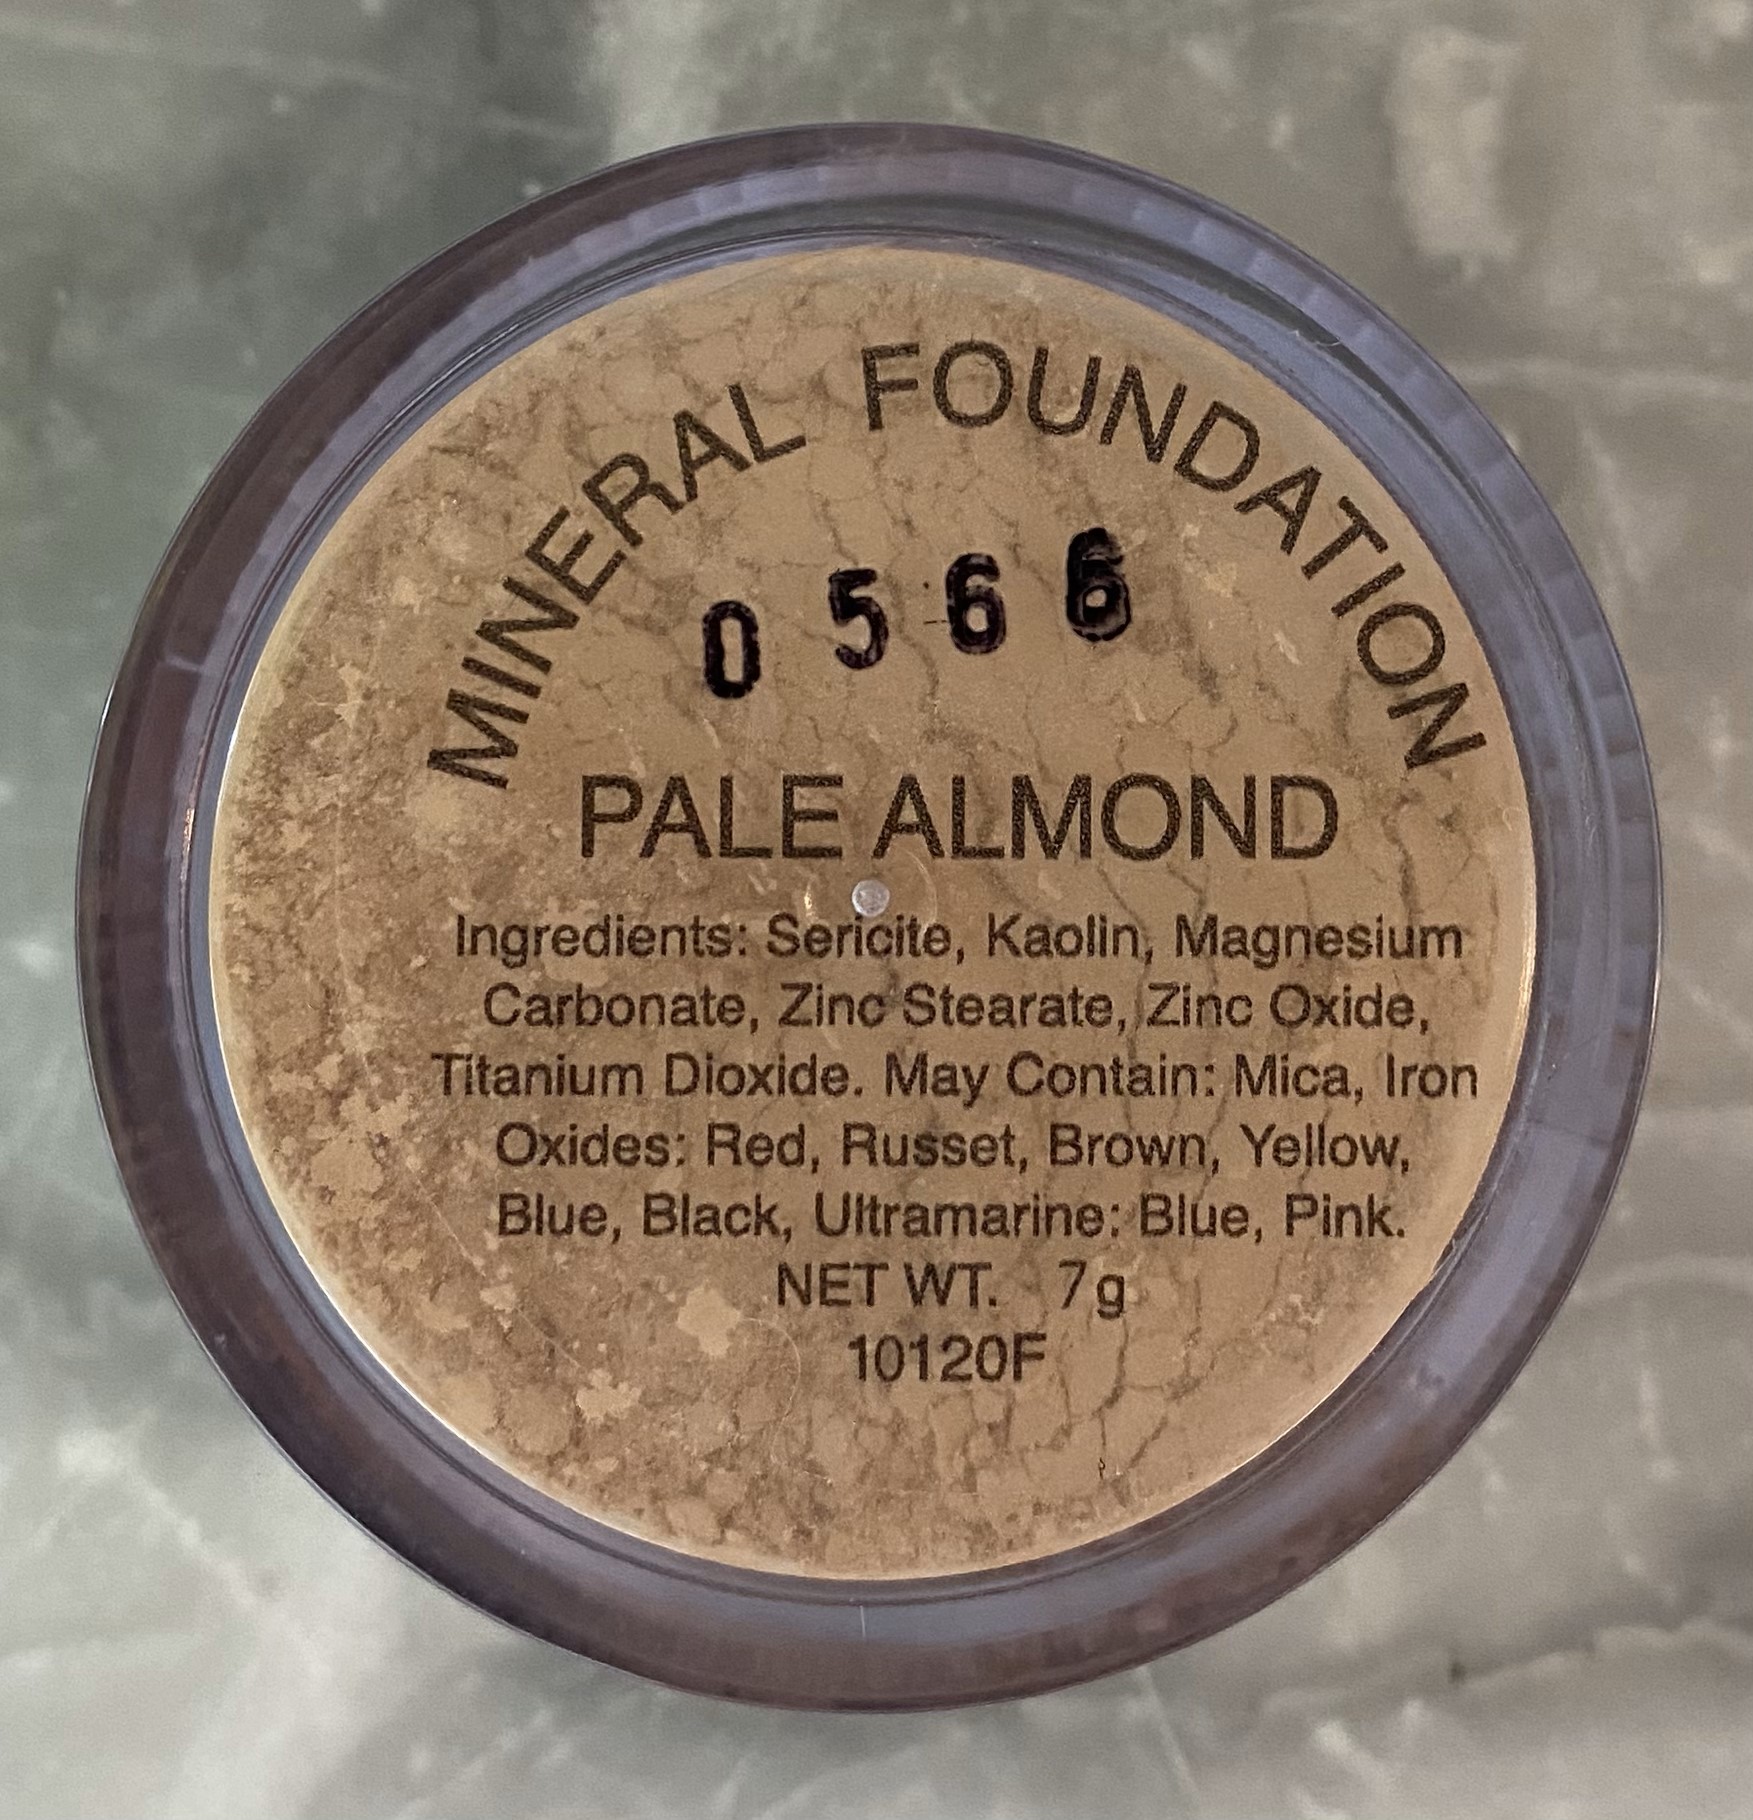 MINERAL FOUNDATION
0566
PALE ALMOND
Ingredients: Sericite, Kaolin, Magnesium
Carbonate, Zinc Stearate, Zinc Oxide,
Titanium Dioxide. May Contain: Mica, Iron
Oxides: Red, Russet, Brown, Yellow,
Blue, Black, Ultramarine: Blue, Pink.
NET WT. 7g
10120F